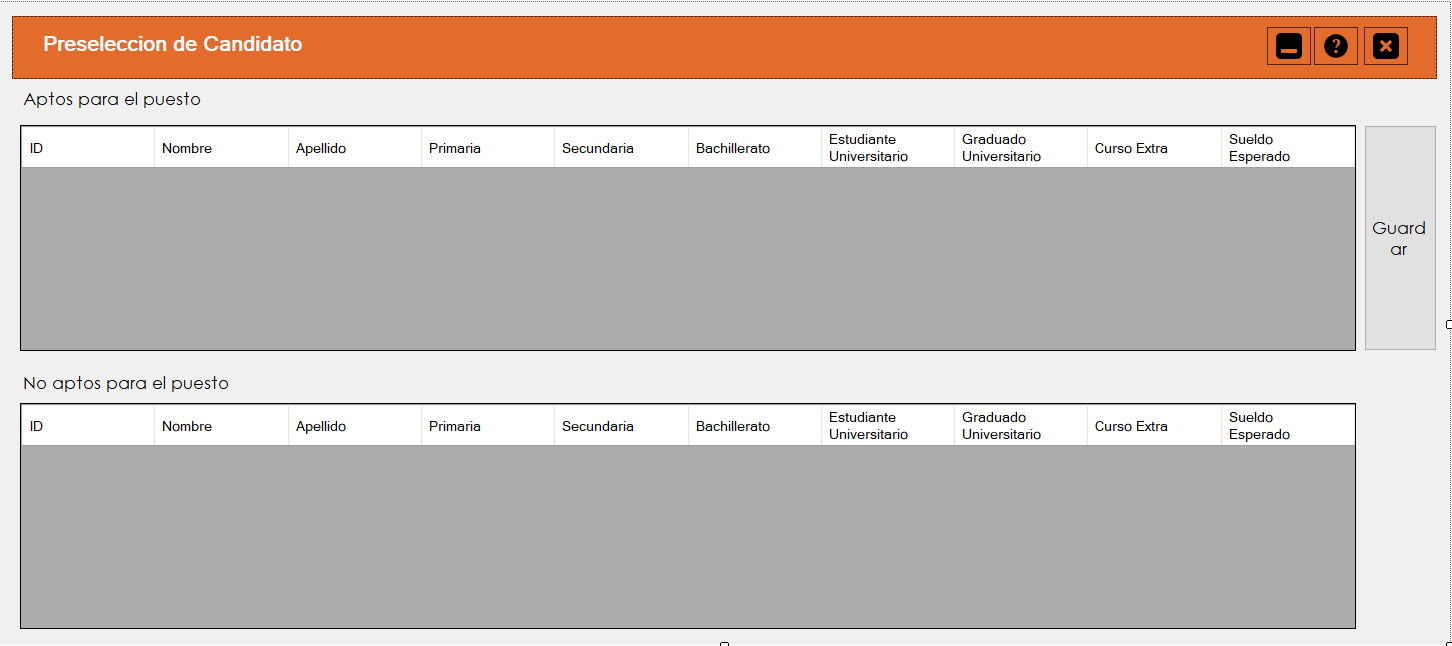 Preseleccion de Candidato
Aptos para el puesto
ID Nombre Apellido Primaria Secundaria Bachillerato Estudiante Universitario Graduado Universitario Curso Extra Sueldo Esperado
Guard
ar
No aptos para el puesto
ID Nombre Apellido Primaria Secundaria Bachillerato Estudiante Universitario Graduado Universitario Curso Extra Sueldo Esperado